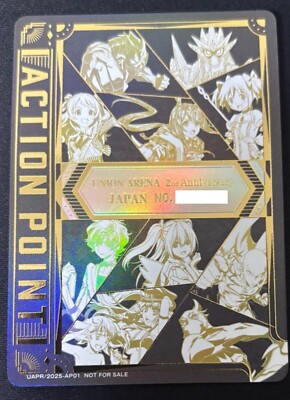 ACTION POINT
UNION ARENA 2nd Anniversary
JAPAN NO.
UAPR/2025-AP01 NOT FOR SALE